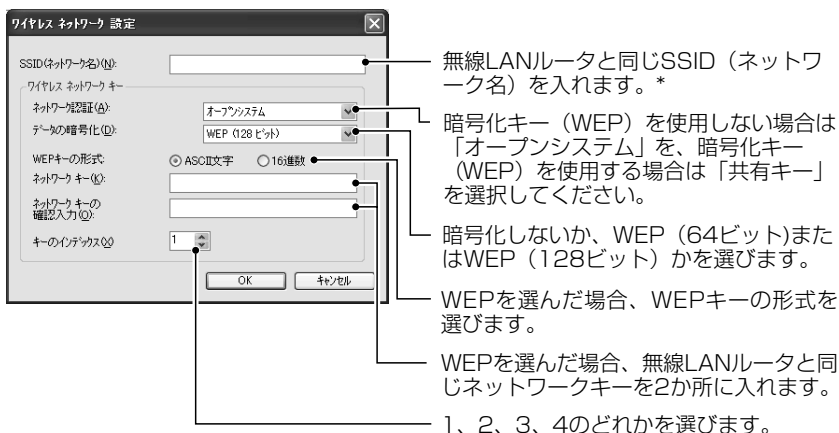 ワイヤレス ネットワーク 設定
SSID(ネットワーク名)(N):
ワイヤレス ネットワーク キー
ネットワーク認証(A):
オープンシステム
データの暗号化(D):
WEP (128 ビット)
WEPキーの形式:
ASCII文字
16進数
ネットワーク キー(K):
ネットワーク キーの
確認入力(O):
キーのインデックス(X)
1
OK
キャンセル
無線LANルータと同じSSID（ネットワ
ーク名）を入れます。*
暗号化キー（WEP）を使用しない場合は
「オープンシステム」を、暗号化キー
（WEP）を使用する場合は「共有キー」
を選択してください。
暗号化しないか、WEP（64ビット)また
はWEP（128ビット）かを選びます。
WEPを選んだ場合、WEPキーの形式を
選びます。
WEPを選んだ場合、無線LANルータと同
じネットワークキーを2か所に入れます。
1、2、3、4のどれかを選びます。